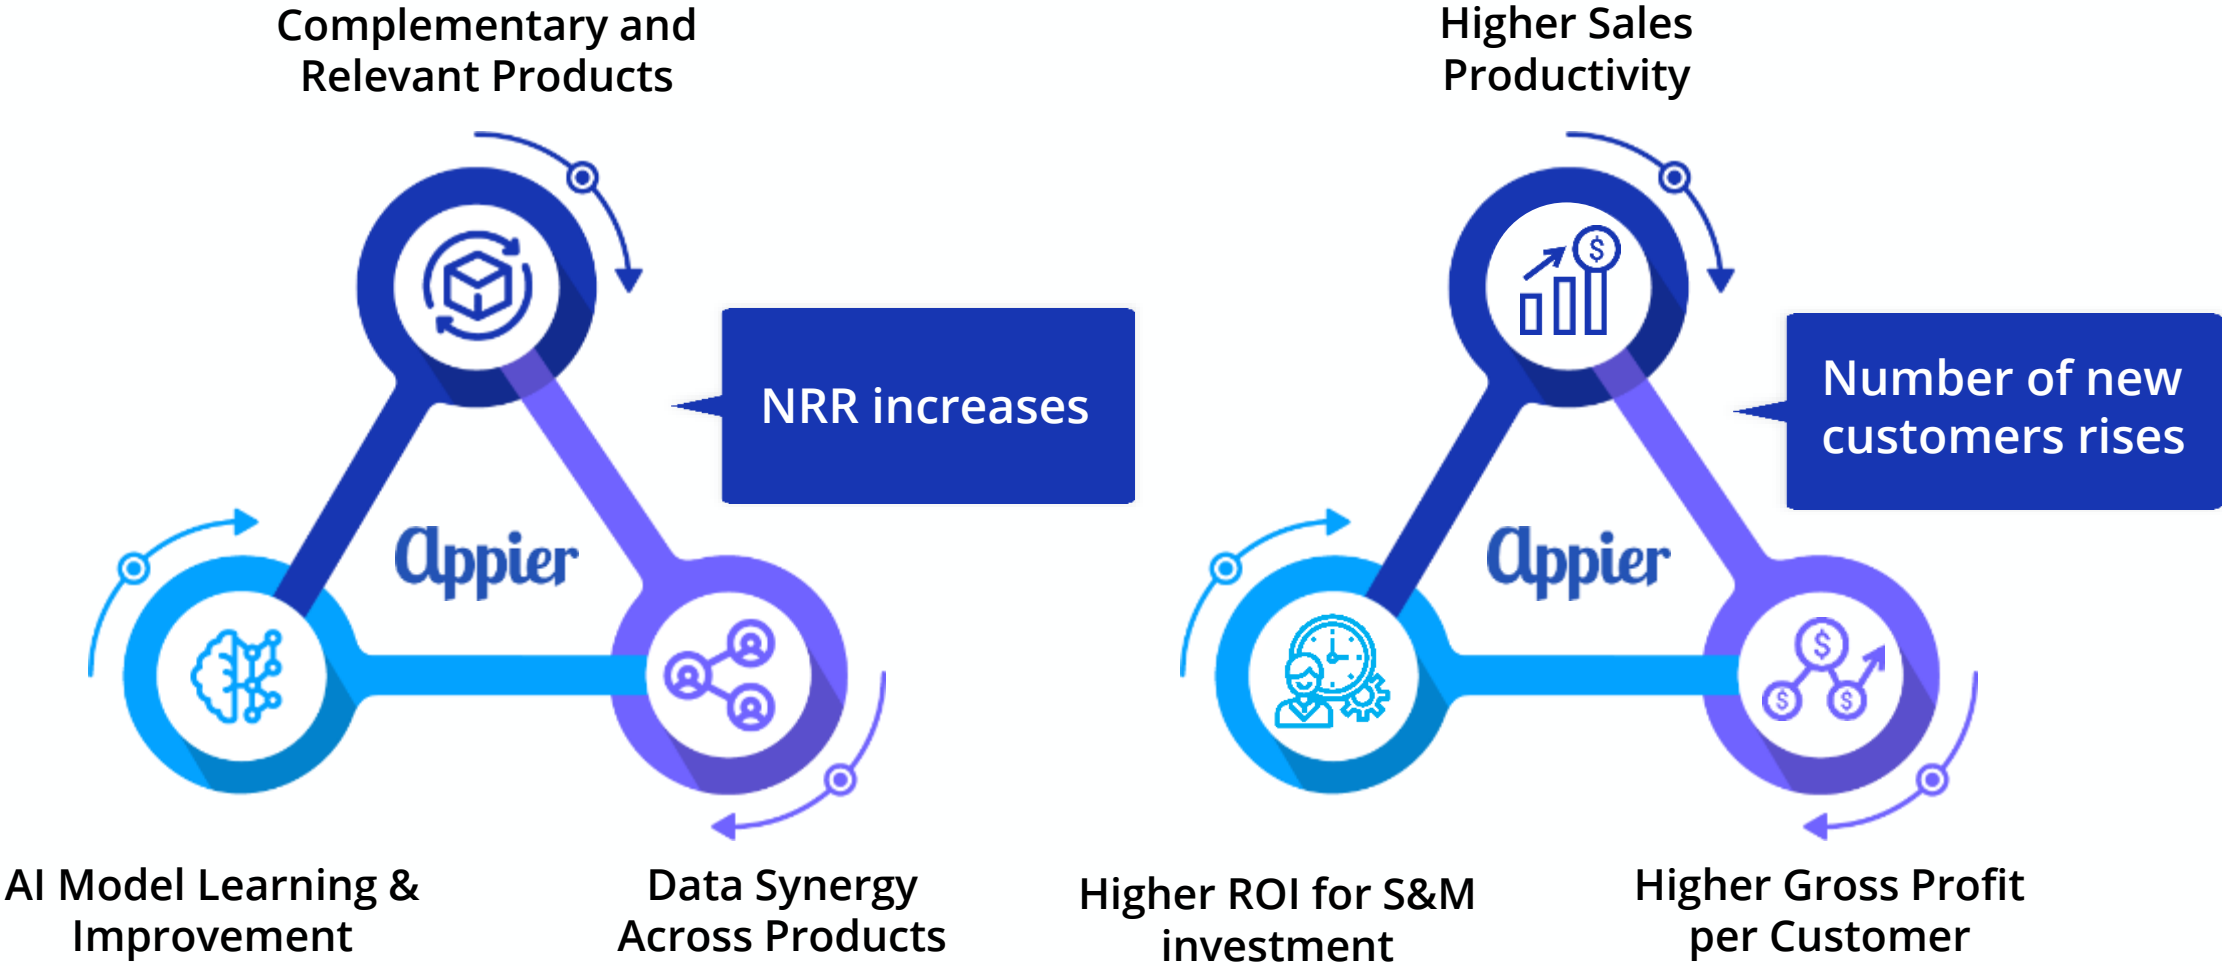 Complementary and
Relevant Products
NRR increases
appier
AI Model Learning &
Improvement
Data Synergy
Across Products
Higher Sales
Productivity
$
Number of new
customers rises
appier
$
$
$
Higher ROI for S&M
investment
Higher Gross Profit
per Customer